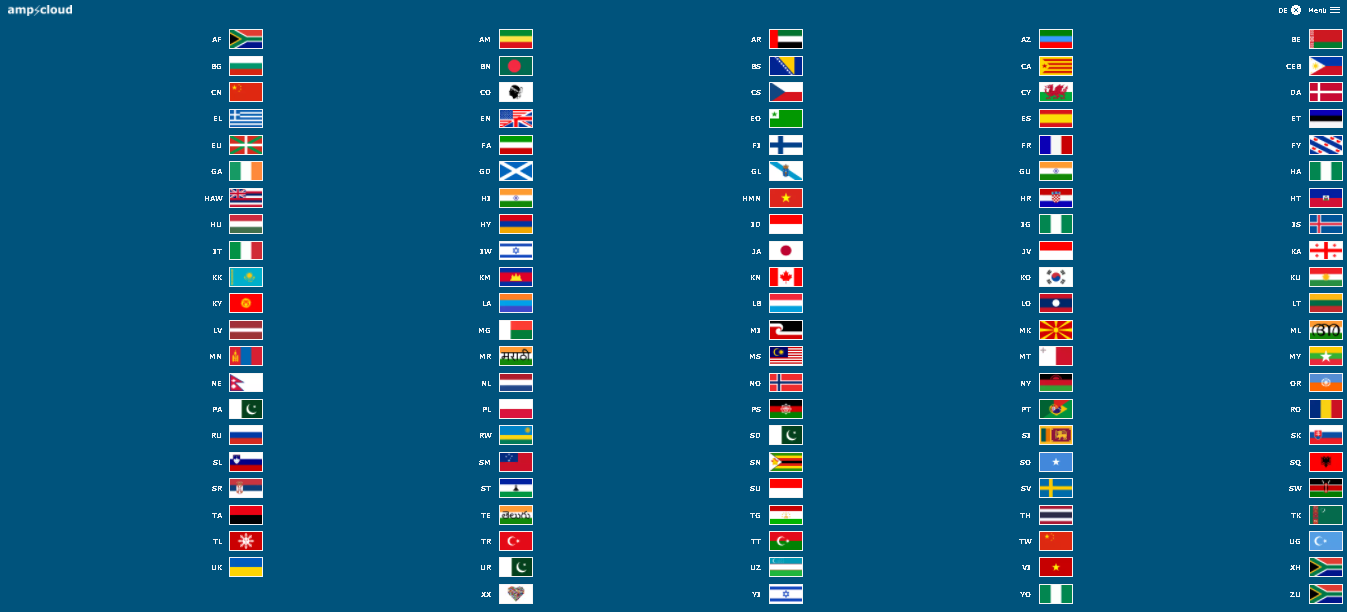 amp⚡cloud
DE Menü
AF AM AR AZ BE
BG BN BS CA CEB
CN CO CS CY DA
EL EN EO ES ET
EU FA FI FR FY
GA GD GL GU HA
HAW HI HMN HR HT
HU HY ID IG IS
IT IW JA JV KA
KK KM KN KO KU
KY LA LB LO LT
LV MG MI MK ML
MN MR मराठी MS MT MY
NE NL NO NY OR
PA PL PS PT RO
RU RW SD SI SK
SL SM SN SO SQ
SR ST SU SV SW
TA TE TG TH TK
TL TR TT TW UG
UK UR UZ VI XH
XX YI YO ZU